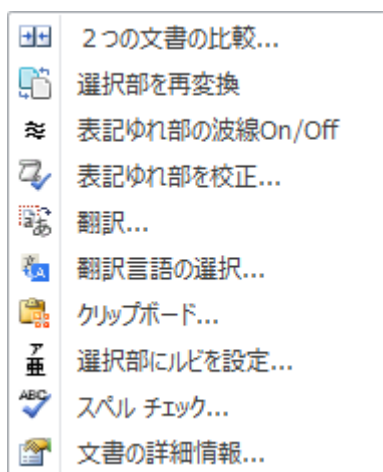 ２つの文書の比較...
選択部を再変換
表記ゆれ部の波線On/Off
表記ゆれ部を校正...
翻訳...
翻訳言語の選択...
クリップボード...
選択部にルビを設定...
スペル チェック...
文書の詳細情報...